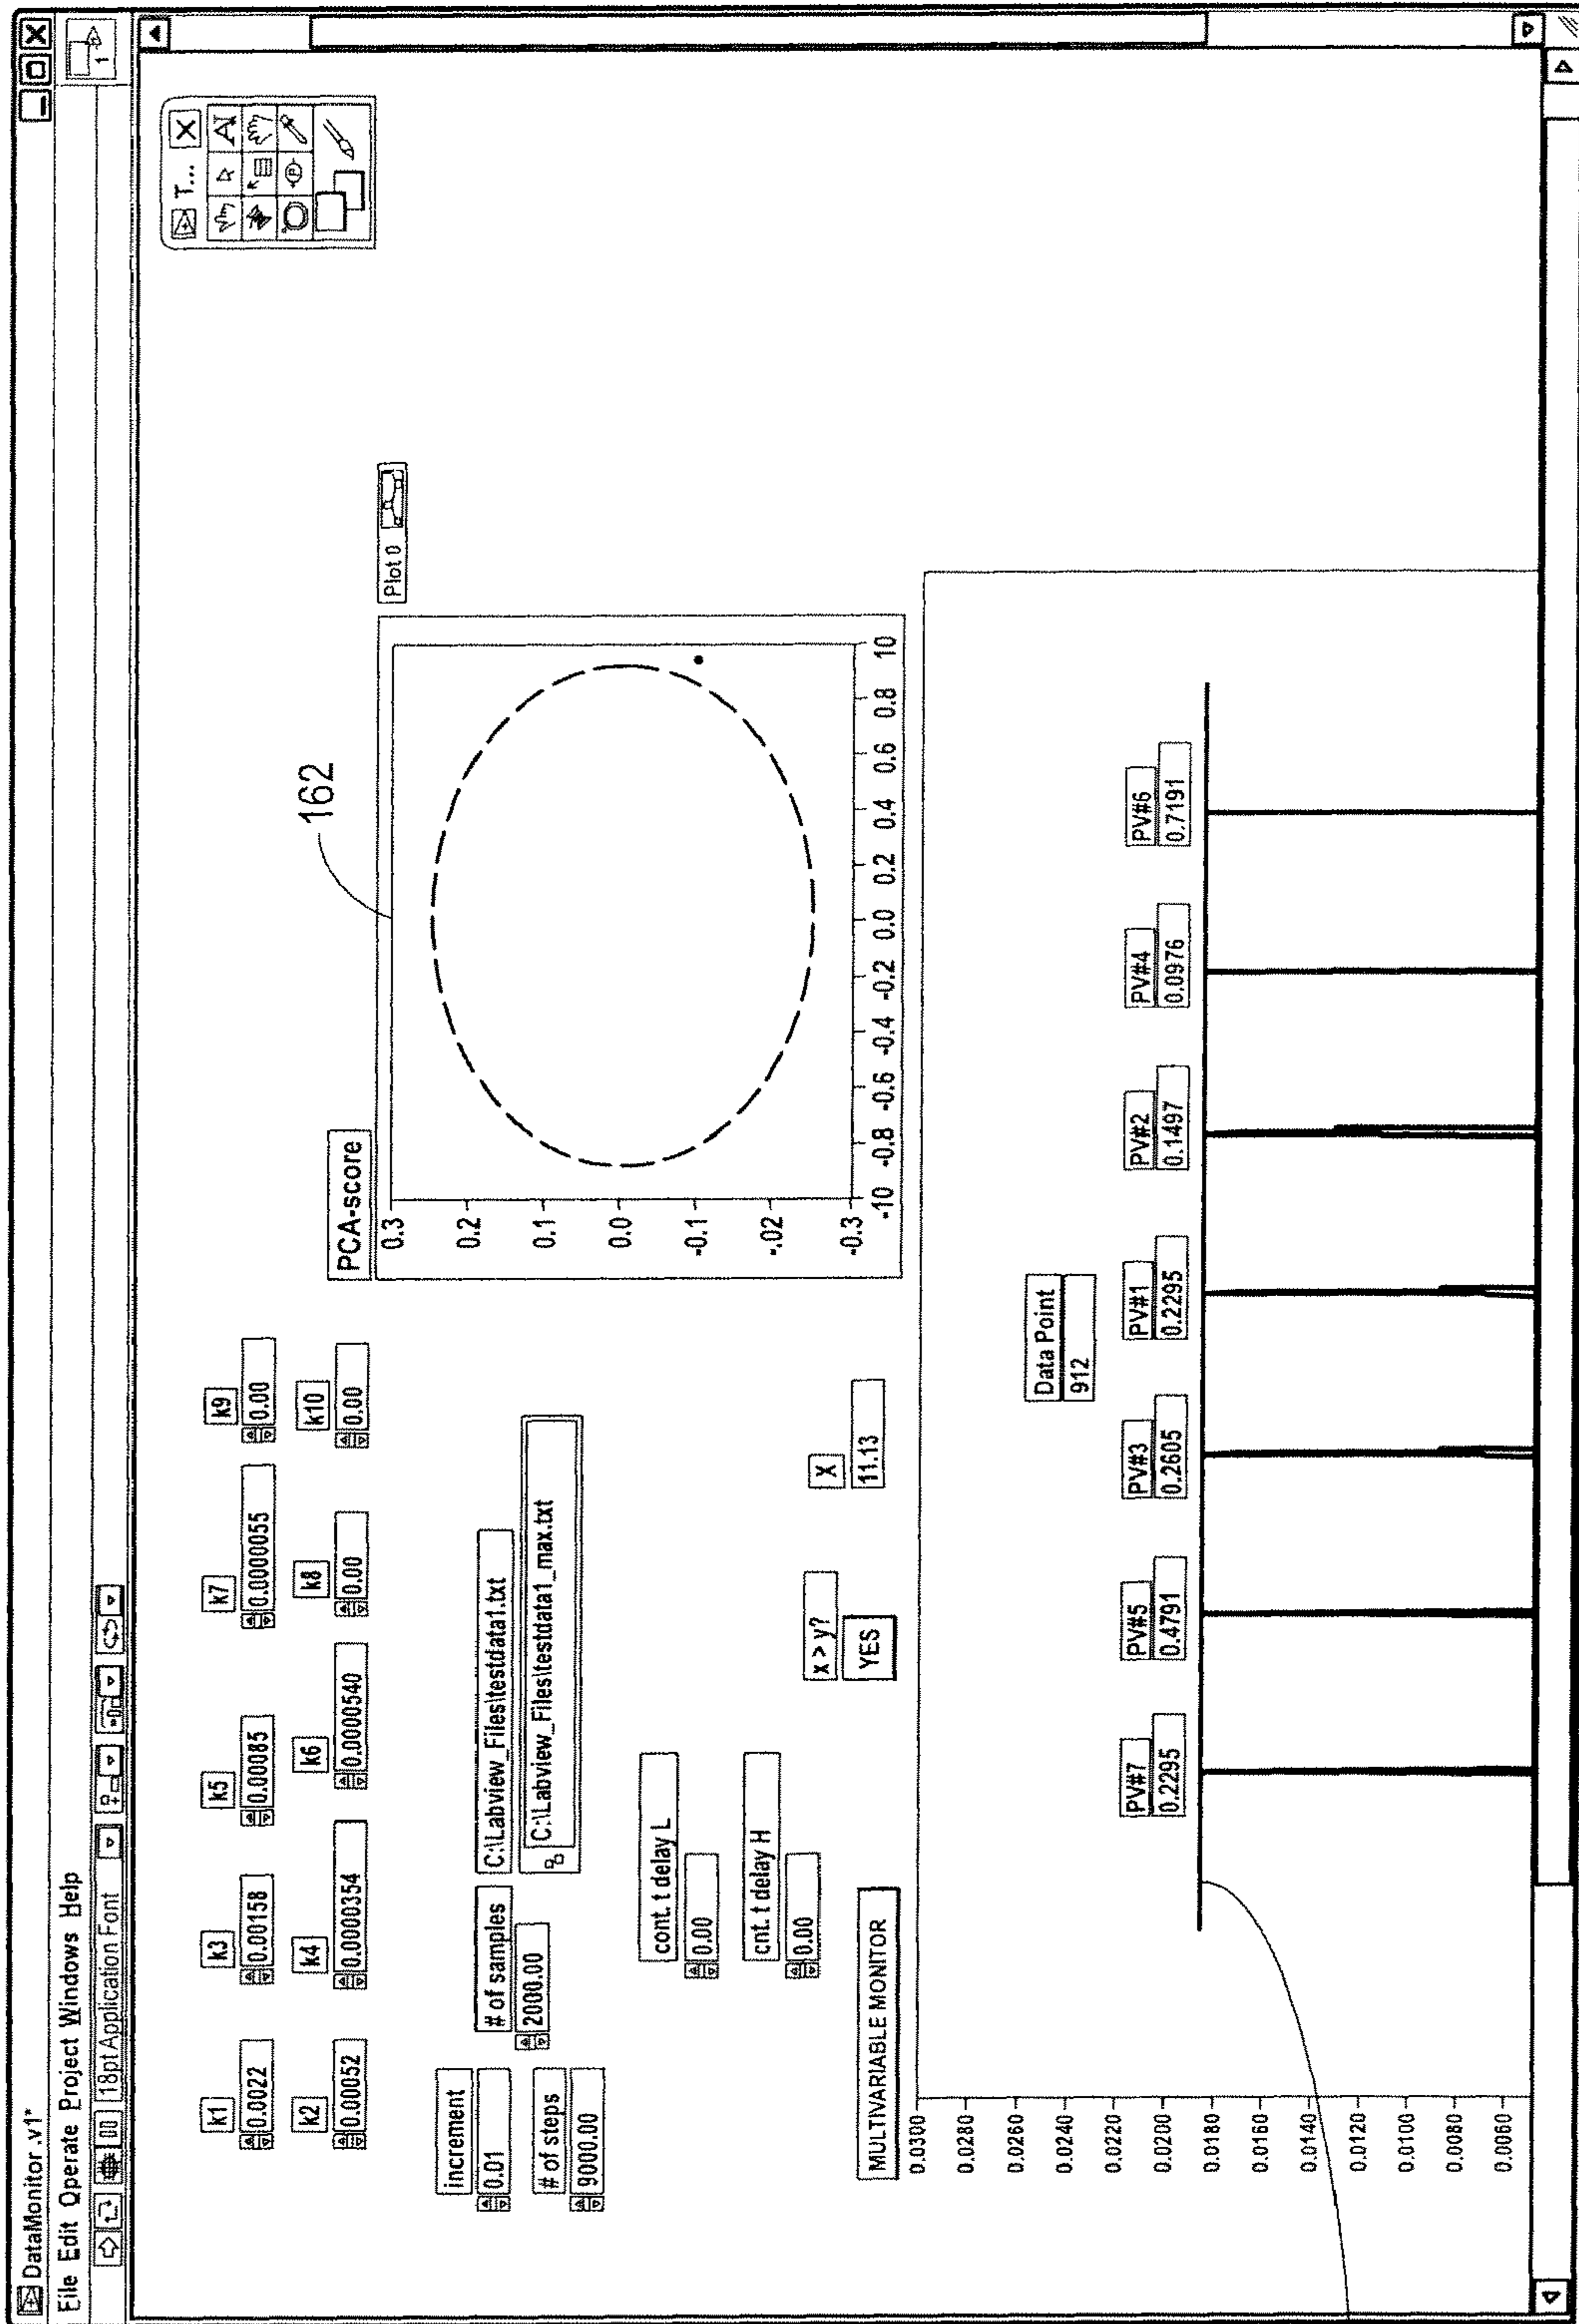 DataMonitor .v1*
File Edit Operate Project Windows Help
18pt Application Font
1
T...
k1
0.0022
k3
0.00158
k5
0.00085
k7
0.0000055
k9
0.00
k2
0.00052
k4
0.0000354
k6
0.0000540
k8
0.00
k10
0.00
162
increment
0.01
# of samples
2000.00
C:\Labview_Files\testdata1.txt
C:\Labview_Files\testdata1_max.txt
# of steps
9000.00
cont. t delay L
0.00
cnt. t delay H
0.00
x > y?
YES
X
11.13
PCA-score
Plot 0
0.3
0.2
0.1
0.0
-0.1
-.02
-0.3
-10 -0.8 -0.6 -0.4 -0.2 0.0 0.2 0.4 0.6 0.8 10
MULTIVARIABLE MONITOR
0.0300
0.0280
0.0260
0.0240
0.0220
0.0200
0.0180
0.0160
0.0140
0.0120
0.0100
0.0080
0.0060
Data Point
912
PV#7
0.2295
PV#5
0.4791
PV#3
0.2605
PV#1
0.2295
PV#2
0.1497
PV#4
0.0976
PV#6
0.7191